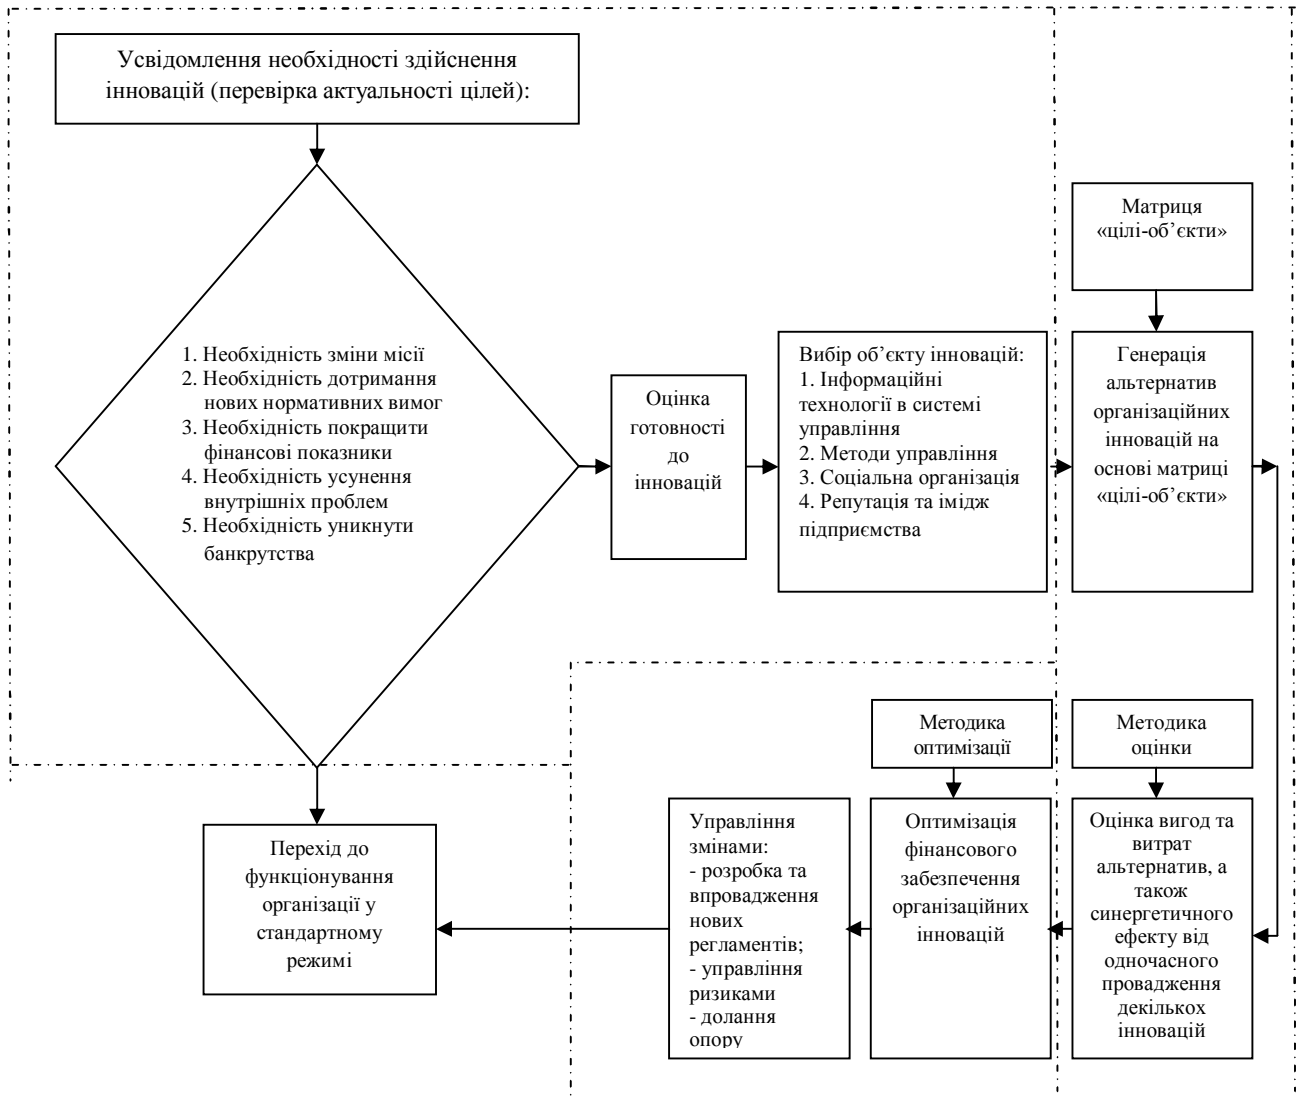 Усвідомлення необхідності здійснення
інновацій (перевірка актуальності цілей):
1. Необхідність зміни місії
2. Необхідність дотримання
нових нормативних вимог
3. Необхідність покращити
фінансові показники
4. Необхідність усунення
внутрішніх проблем
5. Необхідність уникнути
банкрутства
Оцінка
готовності
до
інновацій
Вибір об’єкту інновацій:
1. Інформаційні
технології в системі
управління
2. Методи управління
3. Соціальна організація
4. Репутація та імідж
підприємства
Матриця
«цілі-об’єкти»
Генерація
альтернатив
організаційних
інновацій на
основі матриці
«цілі-об’єкти»
Методика
оцінки
Оцінка вигод та
витрат
альтернатив, а
також
синергетичного
ефекту від
одночасного
провадження
декількох
інновацій
Методика
оптимізації
Оптимізація
фінансового
забезпечення
організаційних
інновацій
Управління
змінами:
- розробка та
впровадження
нових
регламентів;
- управління
ризиками
- долання
опору
Перехід до
функціонування
організації у
стандартному
режимі